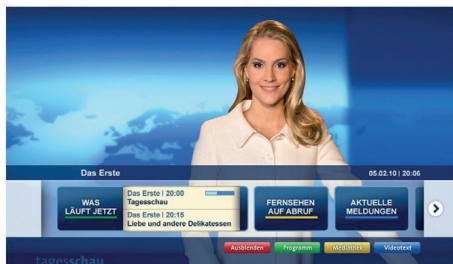 Das Erste
05.02.10 | 20:06
WAS
LÄUFT JETZT
Das Erste | 20:00
Tagesschau
Das Erste | 20:15
Liebe und andere Delikatessen
FERNSEHEN
AUF ABRUF
AKTUELLE
MELDUNGEN
Ausblenden
Programm
Mediathek
Videotext
tagesschau